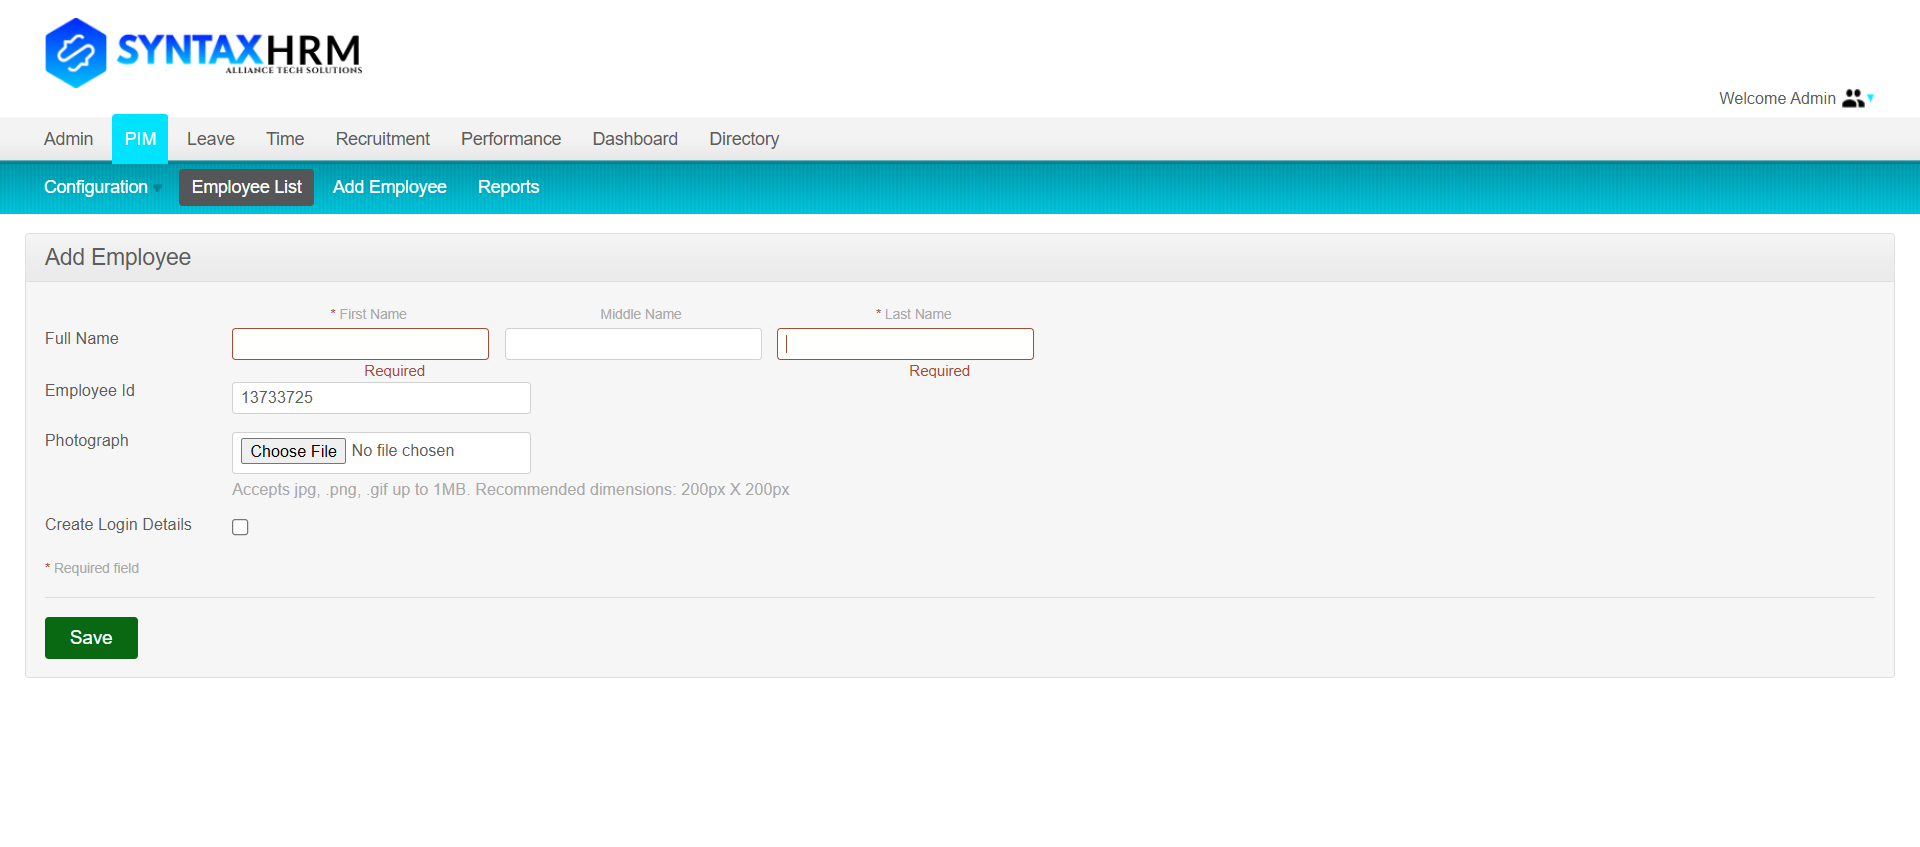 SYNTAXHRM
ALLIANCE TECH SOLUTIONS
Welcome Admin
Admin PIM Leave Time Recruitment Performance Dashboard Directory
Configuration Employee List Add Employee Reports
Add Employee
* First Name Middle Name * Last Name
Full Name
Required Required
Employee Id 13733725
Photograph Choose File No file chosen
Accepts jpg, .png, .gif up to 1MB. Recommended dimensions: 200px X 200px
Create Login Details
* Required field
Save